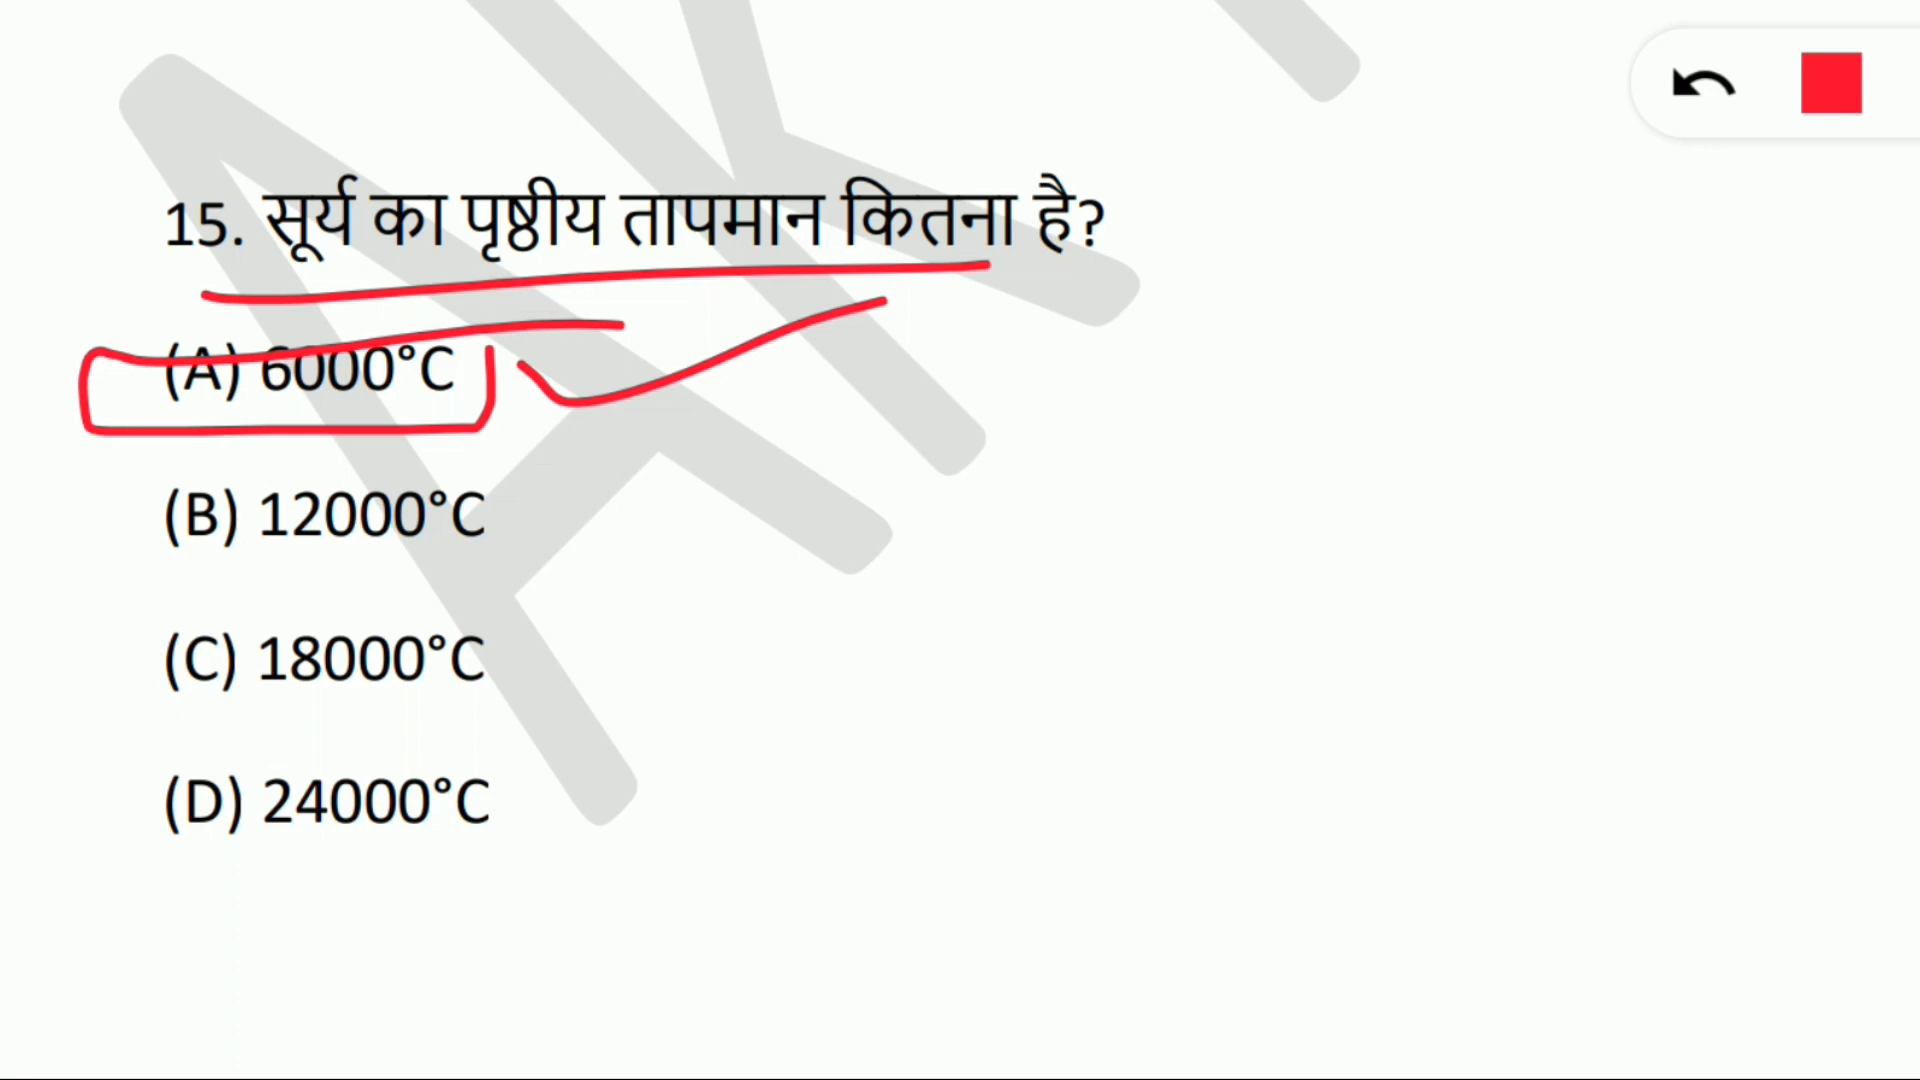 15. सूर्य का पृष्ठीय तापमान कितना है?
(A) 6000°C
(B) 12000°C
(C) 18000°C
(D) 24000°C